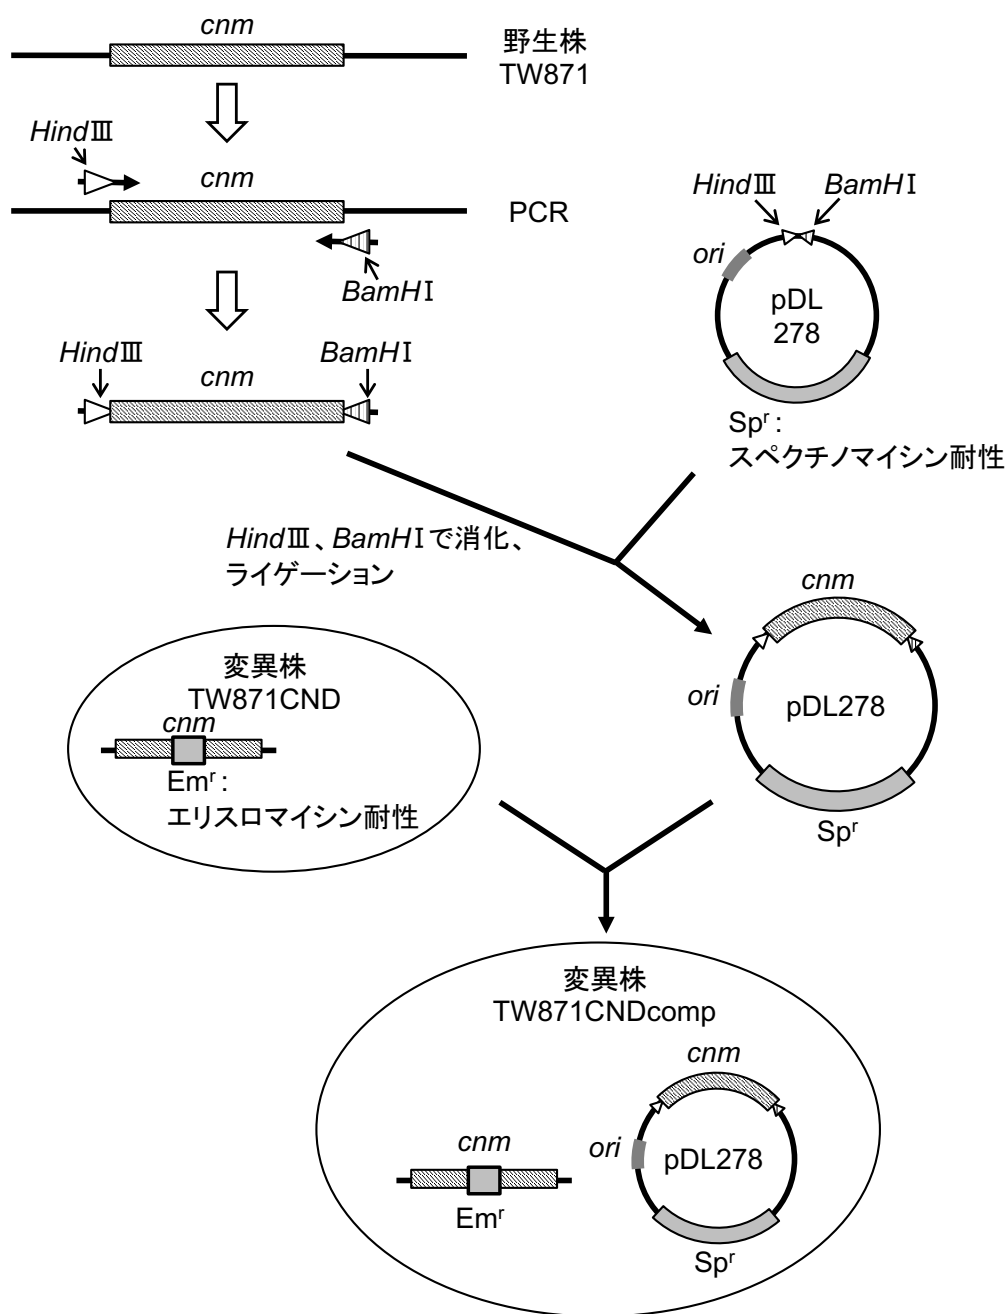 cnm
野生株
TW871
HindⅢ
cnm
PCR
BamHⅠ
HindⅢ
BamHⅠ
ori
pDL
278
HindⅢ
cnm
BamHⅠ
Spr：
スペクチノマイシン耐性
HindⅢ、BamHⅠで消化、
ライゲーション
cnm
ori
pDL278
Spr
変異株
TW871CND
cnm
Emr：
エリスロマイシン耐性
変異株
TW871CNDcomp
cnm
ori
pDL278
Spr
cnm
Emr